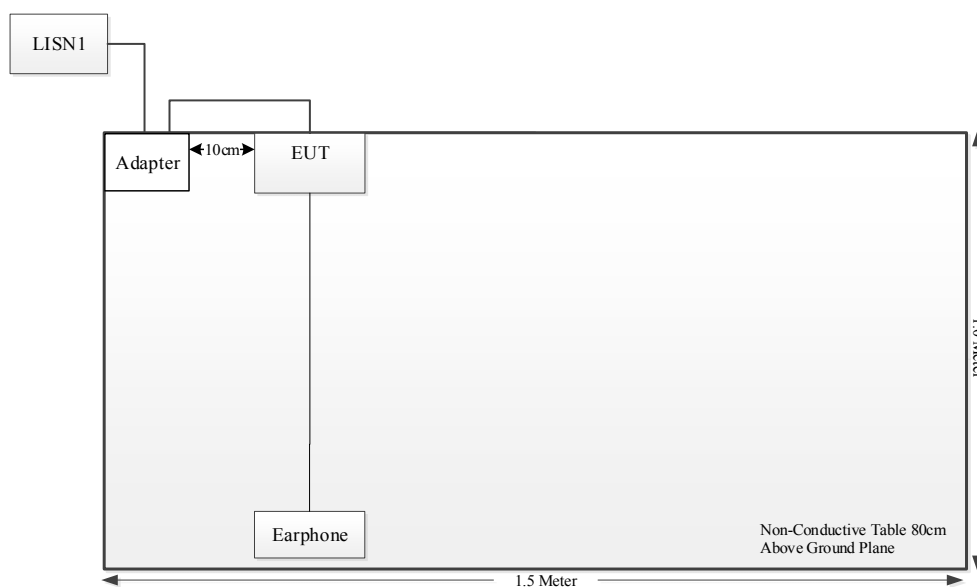 LISN1
Adapter
10cm
EUT
Earphone
Non-Conductive Table 80cm
Above Ground Plane
1.5 Meter